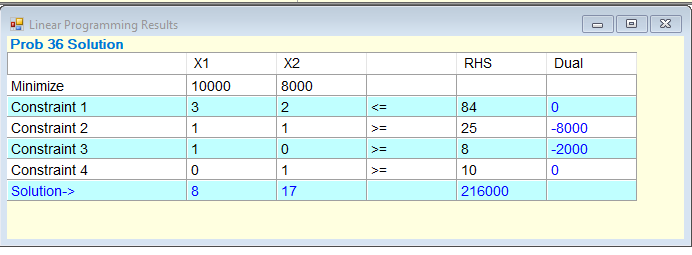 Linear Programming Results
Prob 36 Solution
X1 X2 RHS Dual
Minimize 10000 8000
Constraint 1 3 2 <= 84 0
Constraint 2 1 1 >= 25 -8000
Constraint 3 1 0 >= 8 -2000
Constraint 4 0 1 >= 10 0
Solution-> 8 17 216000